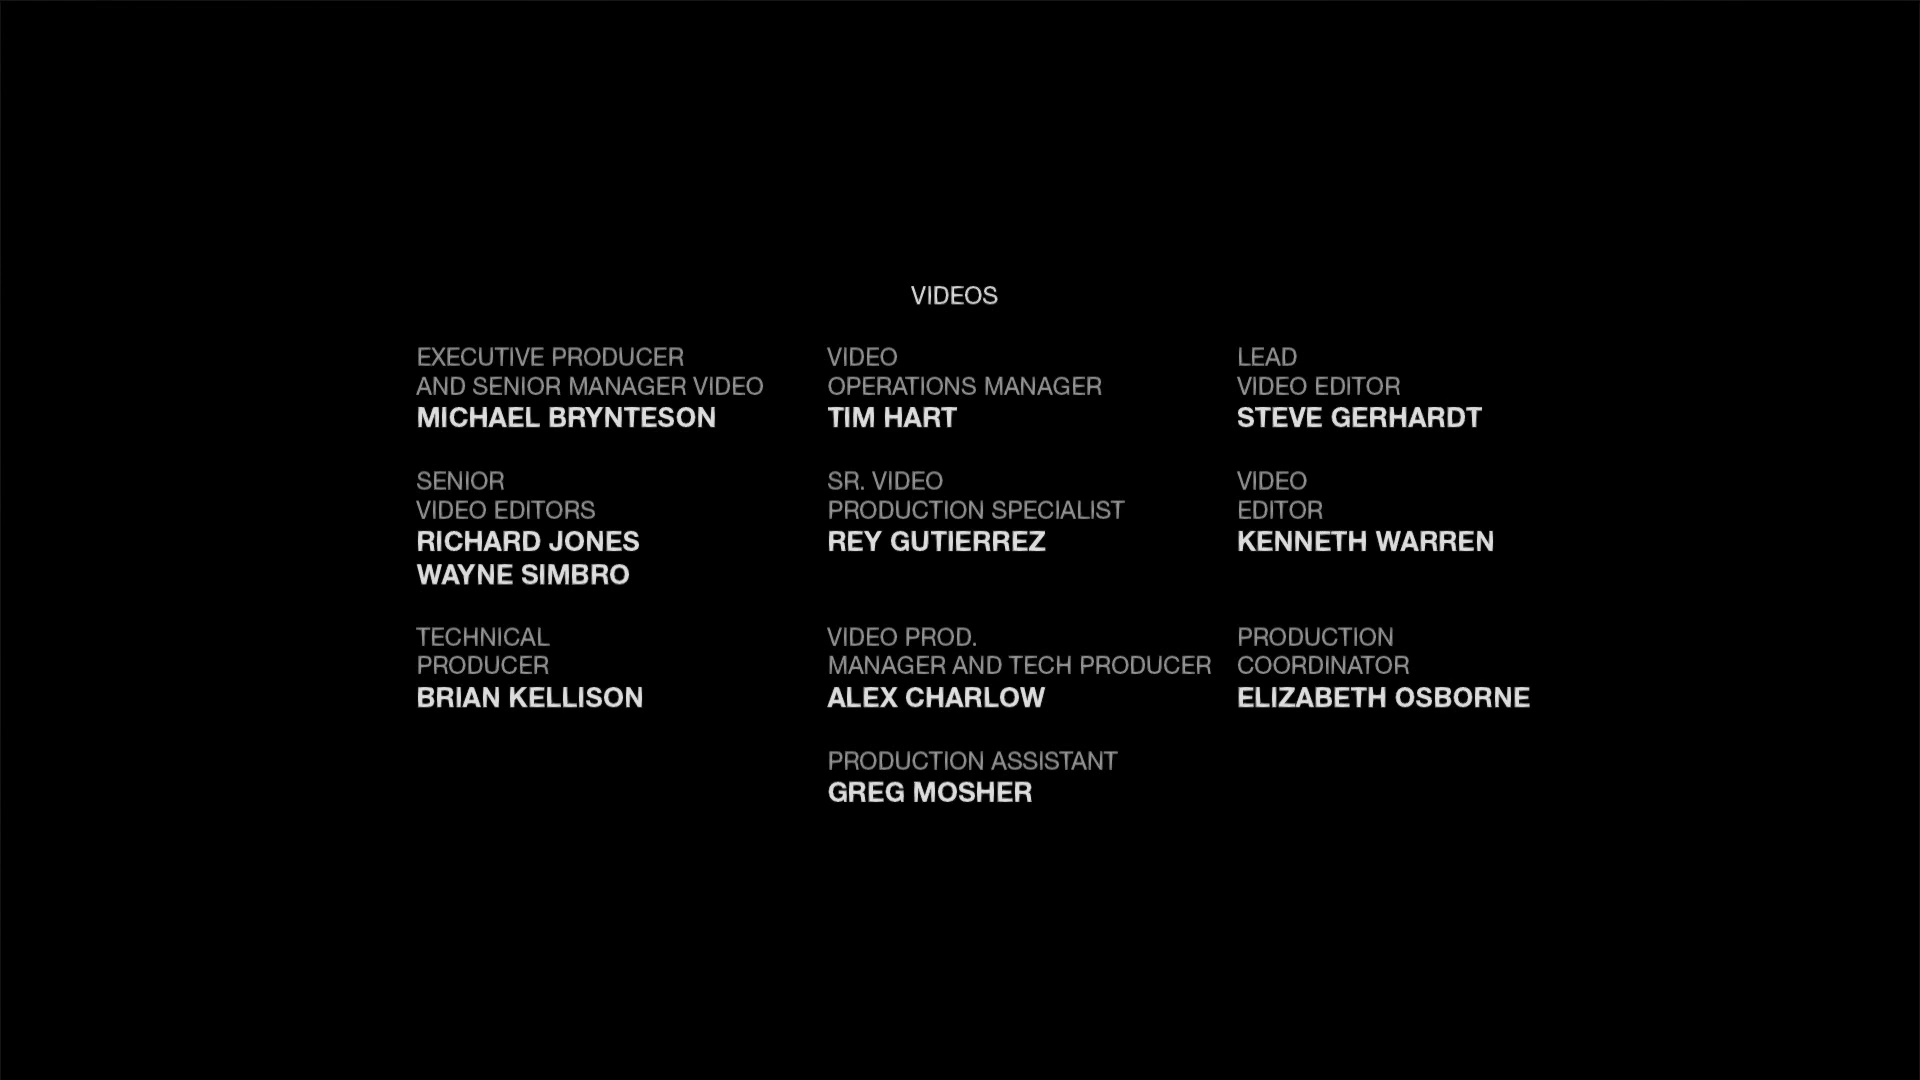 VIDEOS
EXECUTIVE PRODUCER
AND SENIOR MANAGER VIDEO
MICHAEL BRYNTESON
VIDEO
OPERATIONS MANAGER
TIM HART
LEAD
VIDEO EDITOR
STEVE GERHARDT
SENIOR
VIDEO EDITORS
RICHARD JONES
WAYNE SIMBRO
SR. VIDEO
PRODUCTION SPECIALIST
REY GUTIERREZ
VIDEO
EDITOR
KENNETH WARREN
TECHNICAL
PRODUCER
BRIAN KELLISON
VIDEO PROD.
MANAGER AND TECH PRODUCER
ALEX CHARLOW
PRODUCTION
COORDINATOR
ELIZABETH OSBORNE
PRODUCTION ASSISTANT
GREG MOSHER